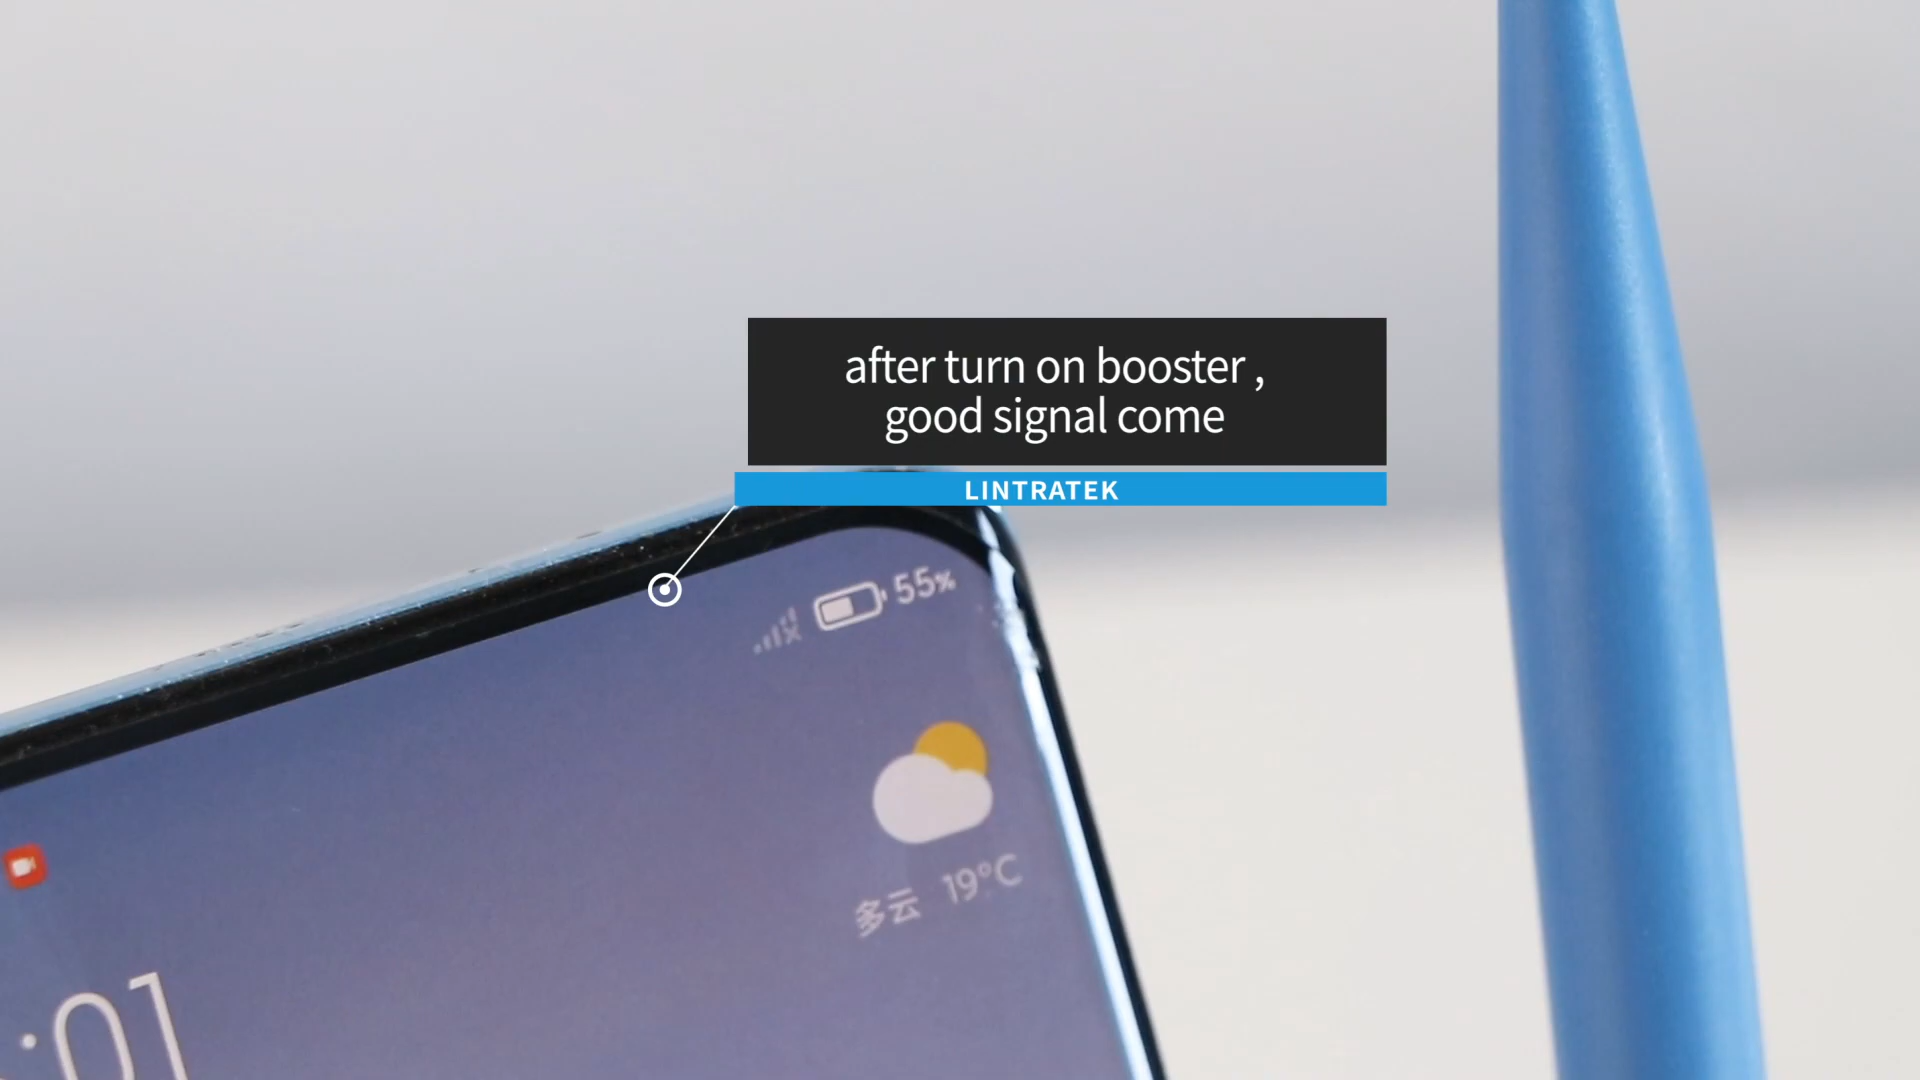 after turn on booster ,
good signal come
LINTRATEK
55%
多云 19°C
:01